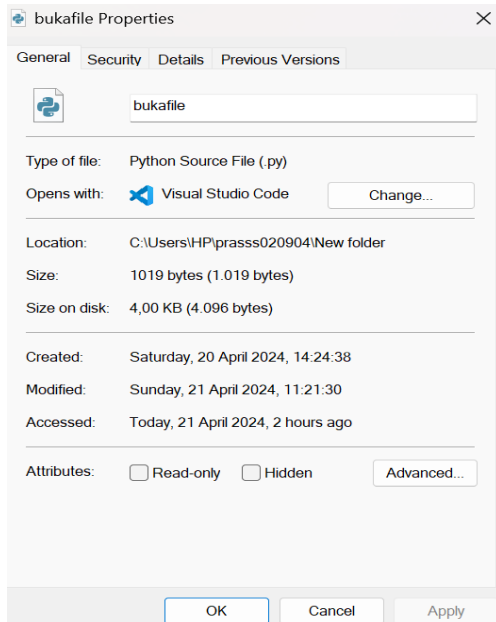 bukafile Properties
General Security Details Previous Versions
bukafile
Type of file: Python Source File (.py)
Opens with: Visual Studio Code Change...
Location: C:\Users\HP\prasss020904\New folder
Size: 1019 bytes (1.019 bytes)
Size on disk: 4,00 KB (4.096 bytes)
Created: Saturday, 20 April 2024, 14:24:38
Modified: Sunday, 21 April 2024, 11:21:30
Accessed: Today, 21 April 2024, 2 hours ago
Attributes: Read-only Hidden Advanced...
OK Cancel Apply